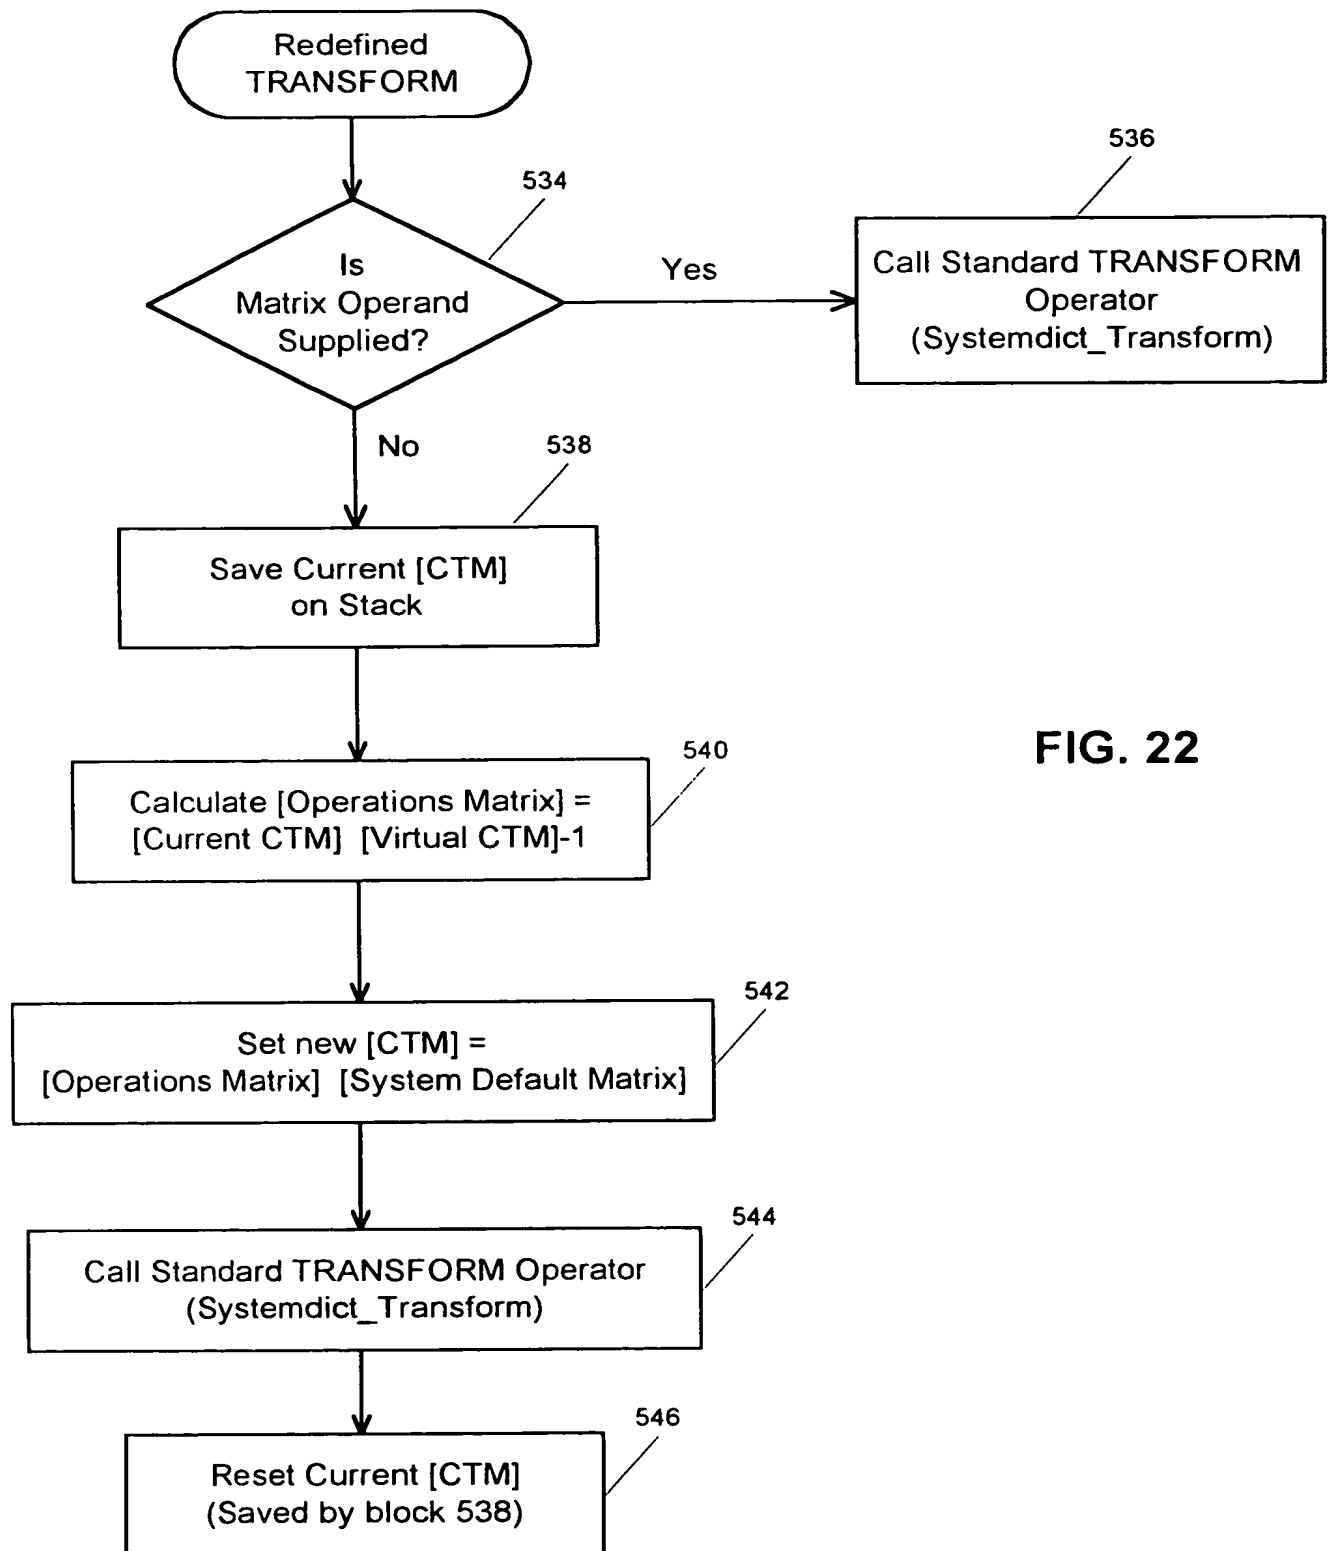 Redefined
TRANSFORM
534
Is
Matrix Operand
Supplied?
Yes
536
Call Standard TRANSFORM
Operator
(Systemdict_Transform)
No
538
Save Current [CTM]
on Stack
540
Calculate [Operations Matrix] =
[Current CTM] [Virtual CTM]-1
FIG. 22
542
Set new [CTM] =
[Operations Matrix] [System Default Matrix]
544
Call Standard TRANSFORM Operator
(Systemdict_Transform)
546
Reset Current [CTM]
(Saved by block 538)